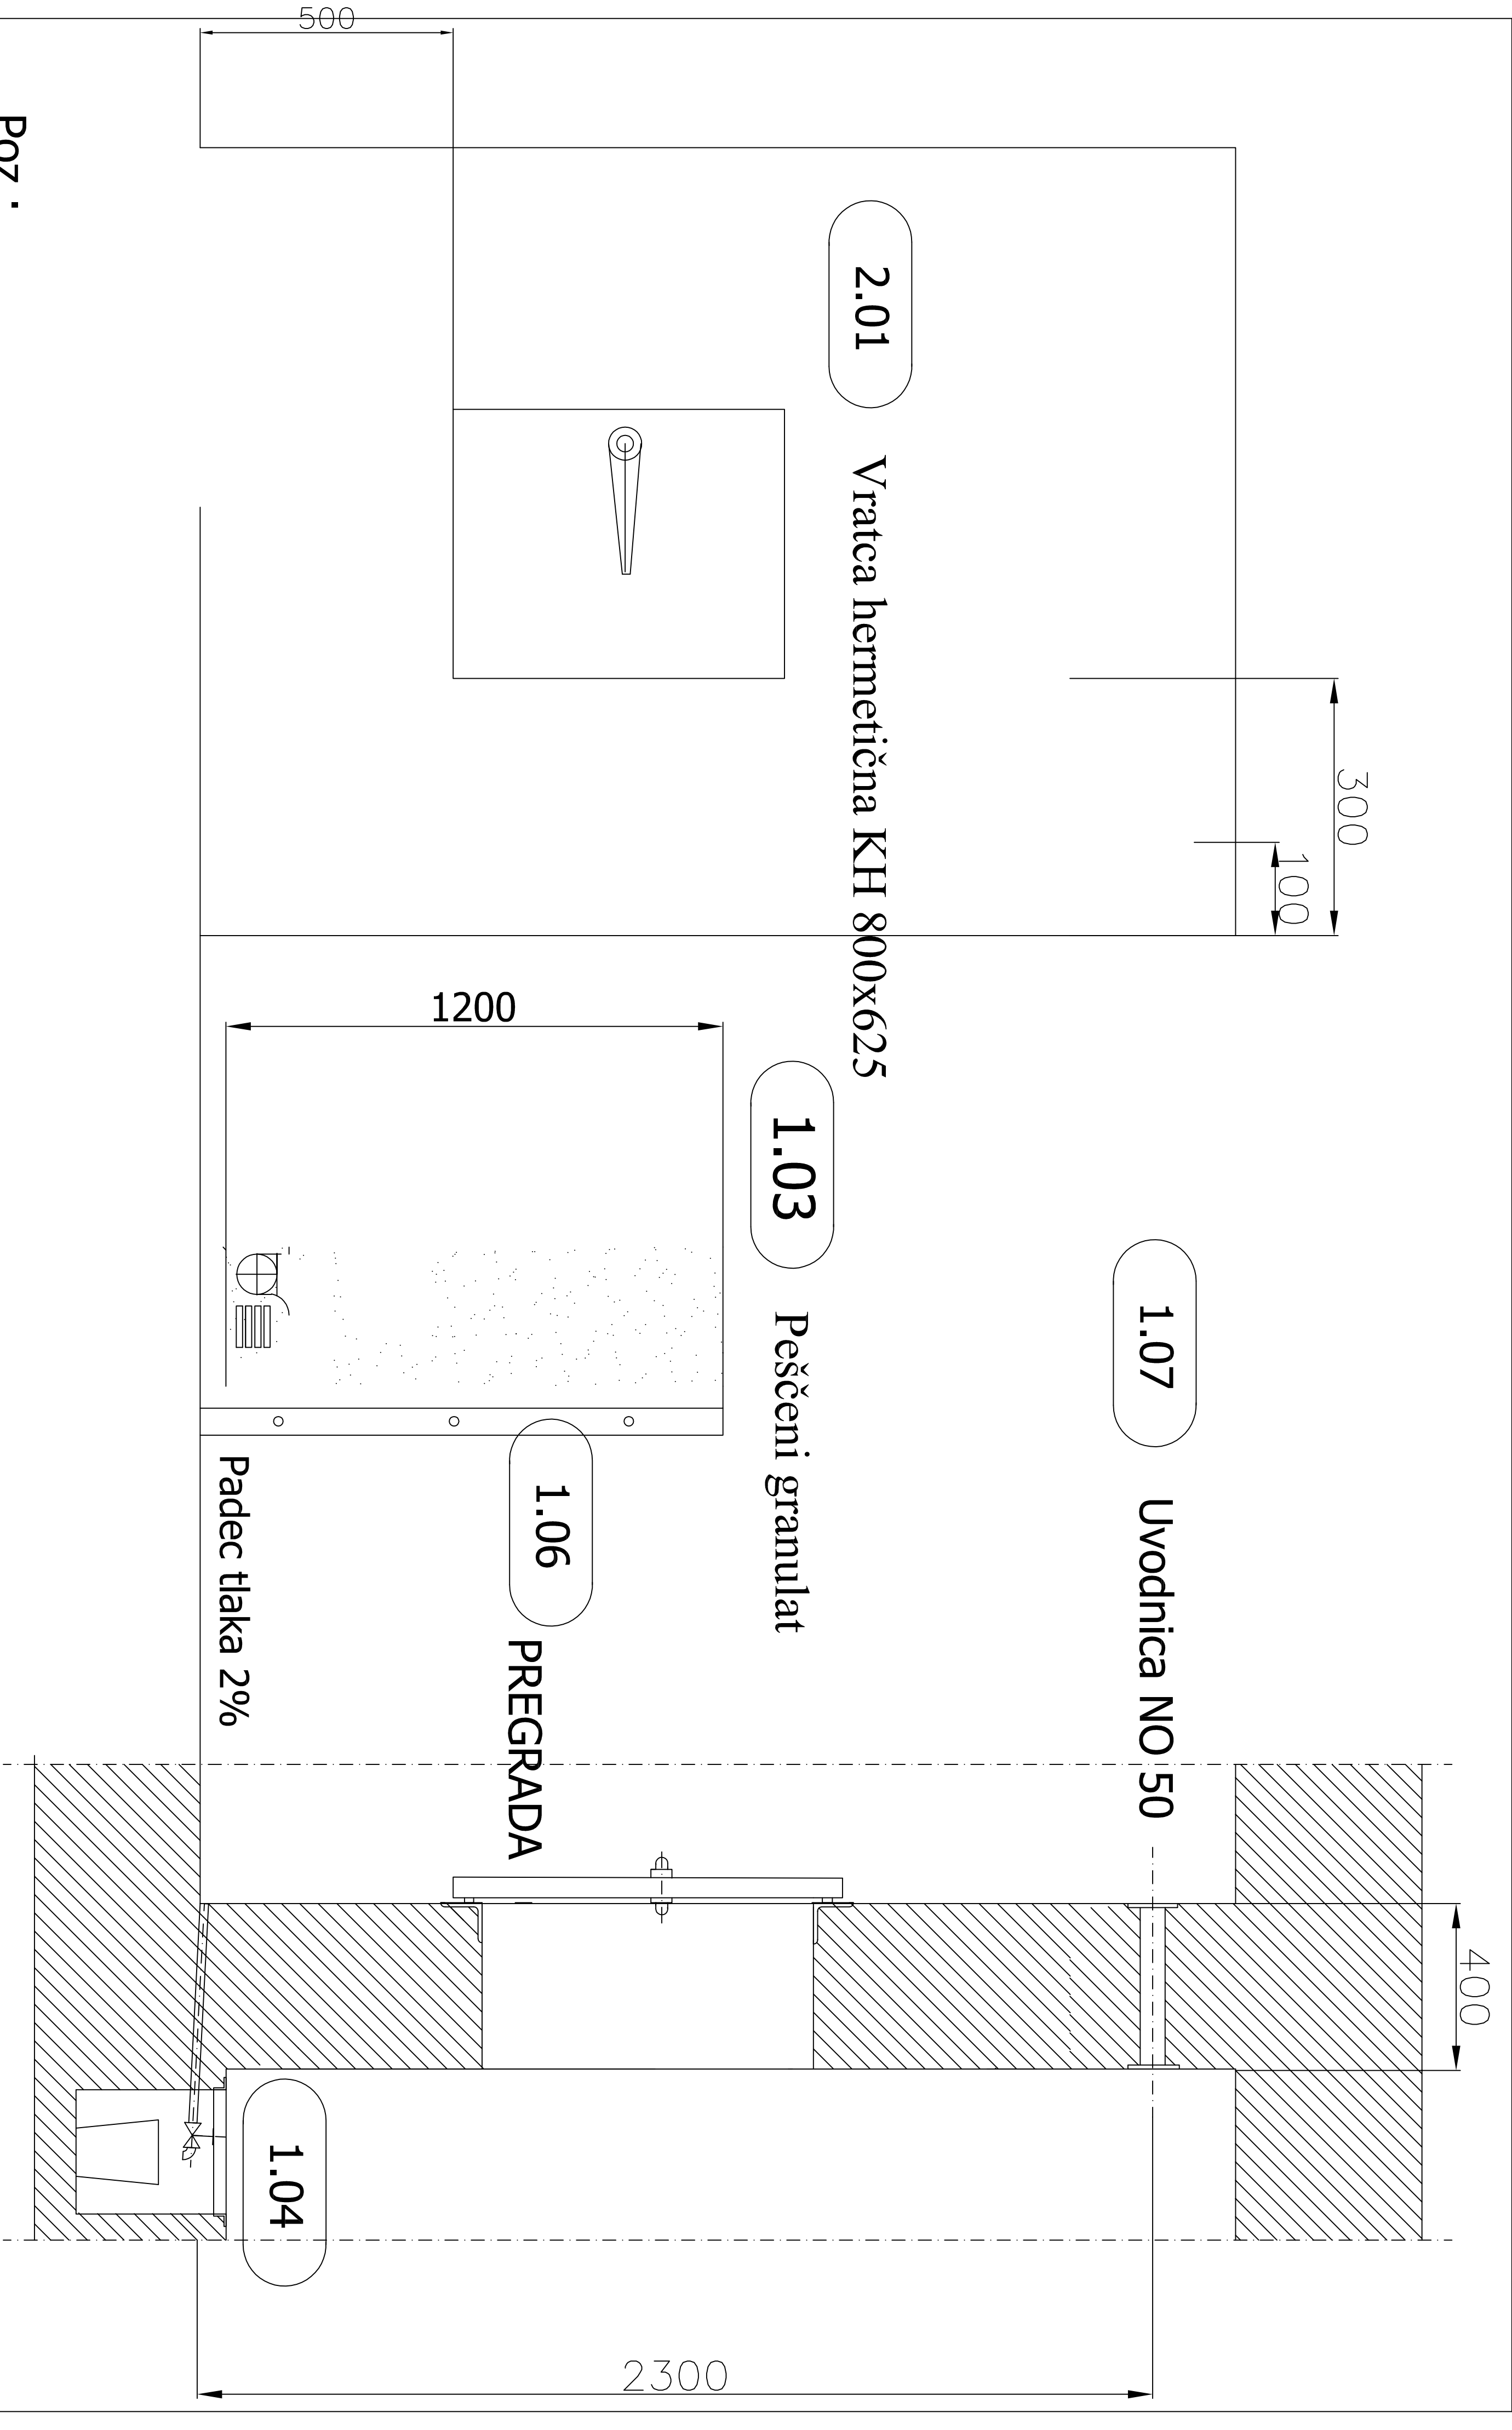 500
Poz.:
2.01
Vratca hermetična KH 800x625
300
100
1200
1.03
Peščeni granulat
1.07
Uvodnica NO 50
1.06
PREGRADA
Padec tlaka 2%
400
1.04
2300